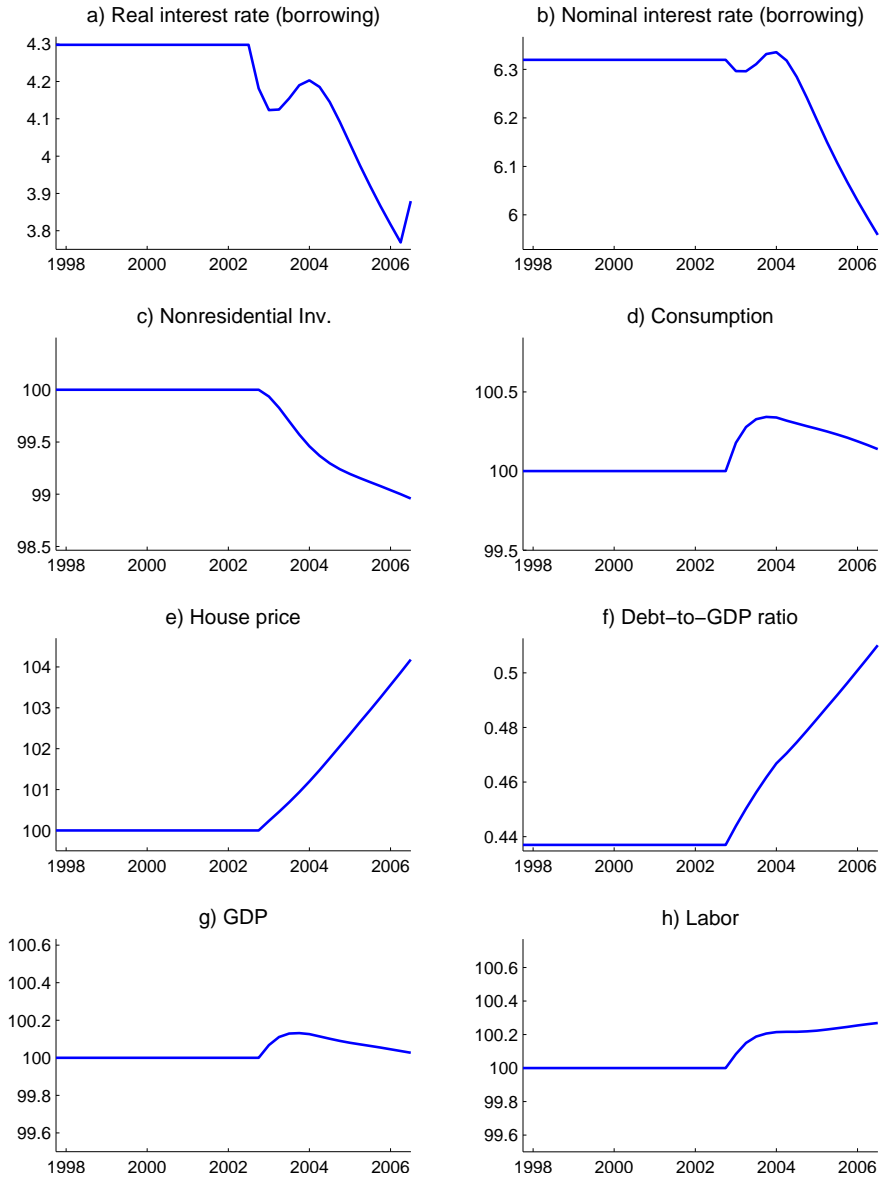 a) Real interest rate (borrowing)
4.3
4.2
4.1
4
3.9
3.8
1998 2000 2002 2004 2006
b) Nominal interest rate (borrowing)
6.3
6.2
6.1
6
1998 2000 2002 2004 2006
c) Nonresidential Inv.
100
99.5
99
98.5
1998 2000 2002 2004 2006
d) Consumption
100.5
100
99.5
1998 2000 2002 2004 2006
e) House price
104
103
102
101
100
1998 2000 2002 2004 2006
f) Debt−to−GDP ratio
0.5
0.48
0.46
0.44
1998 2000 2002 2004 2006
g) GDP
100.6
100.4
100.2
100
99.8
99.6
1998 2000 2002 2004 2006
h) Labor
100.6
100.4
100.2
100
99.8
99.6
1998 2000 2002 2004 2006